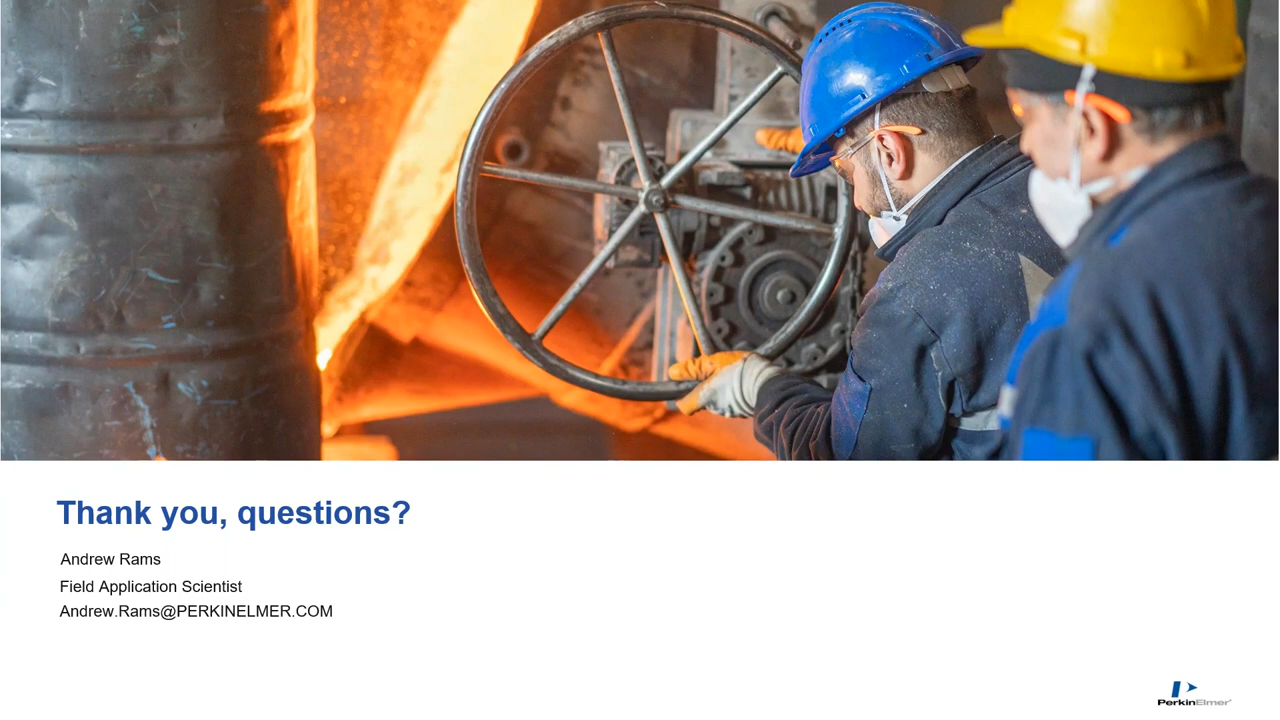 Thank you, questions?
Andrew Rams
Field Application Scientist
Andrew.Rams@PERKINELMER.COM
PerkinElmer